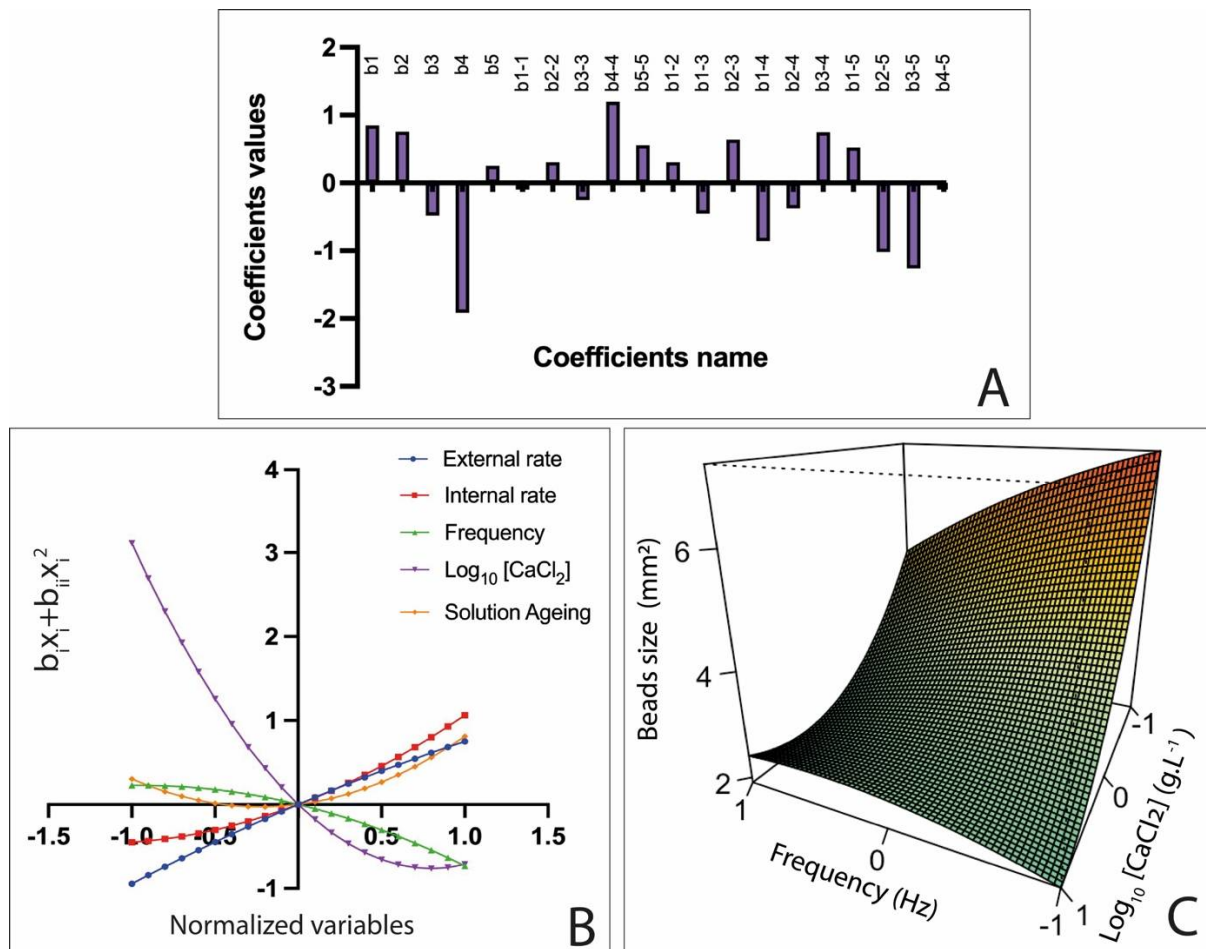 2
1
0
-1
-2
-3
Coefficients values
b1 b2 b3 b4 b5 b1-1 b2-2 b3-3 b4-4 b5-5 b1-2 b1-3 b2-3 b1-4 b2-4 b3-4 b1-5 b2-5 b3-5 b4-5
Coefficients name
A
bᵢxᵢ+bᵢᵢxᵢ²
4
3
2
1
-1
-1.5 -1.0 -0.5 0.5 1.0 1.5
External rate
Internal rate
Frequency
Log₁₀ [CaCl₂]
Solution Ageing
Normalized variables
B
Beads size (mm²)
6
4
2
1
0
-1
Frequency (Hz)
1
0
-1
Log₁₀ [CaCl2] (g.L⁻¹)
C